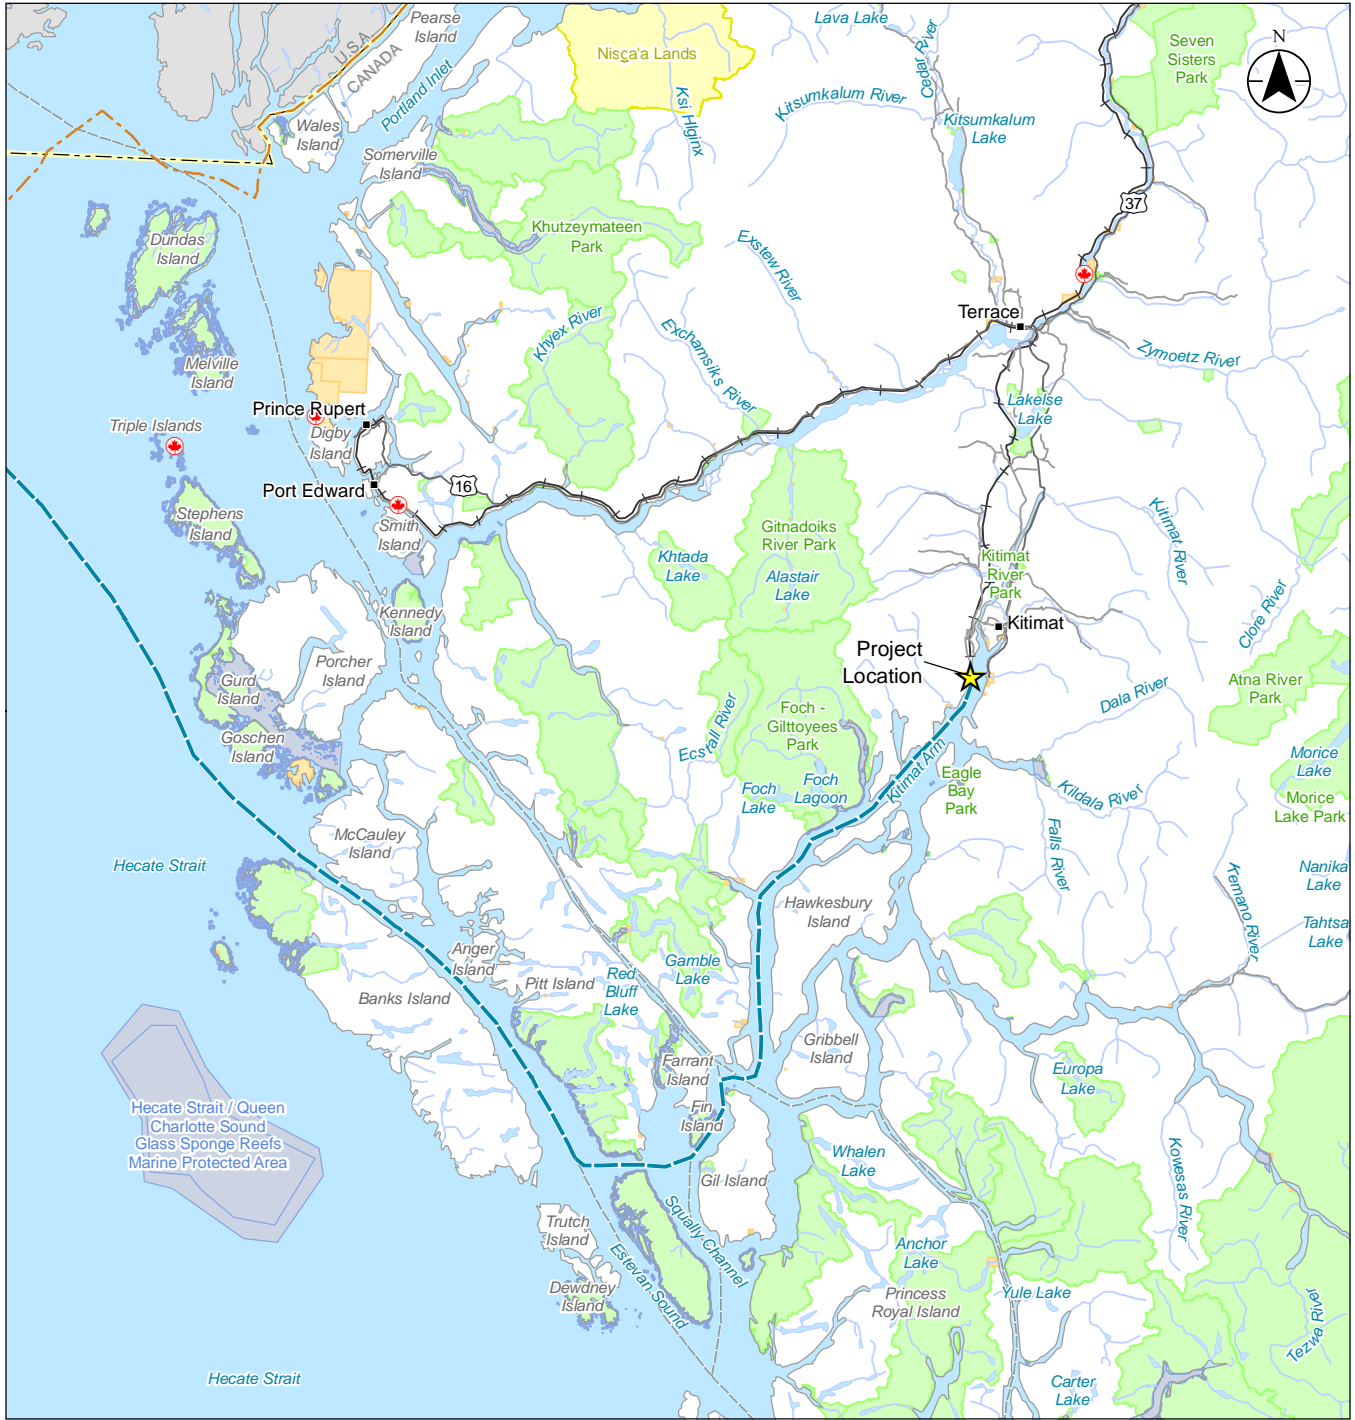 Pearse
Island
U.S.A.
CANADA
Portland Inlet
Wales
Island
Somerville
Island
Nisga'a Lands
Ksi Hlginx
Lava Lake
Cedar River
Kitsumkalum River
Kitsumkalum
Lake
Seven
Sisters
Park
N
37
Dundas
Island
Khutzeymateen
Park
Exstew River
Khyex River
Exchamsiks River
Terrace
Zymoetz River
Melville
Island
Lakelse
Lake
Prince Rupert
Digby
Island
Triple Islands
Port Edward
16
Smith
Island
Stephens
Island
Gitnadoiks
River Park
Alastair
Lake
Khtada
Lake
Kitimat
River
Park
Kitimat River
Clore River
Kennedy
Island
Kitimat
Project
Location
Porcher
Island
Gurd
Island
Goschen
Island
Ecstall River
Foch -
Gilttoyees
Park
Foch
Lagoon
Foch
Lake
Kitimat Arm
Dala River
Atna River
Park
Morice
Lake
Morice
Lake Park
Eagle
Bay
Park
Kildala River
Falls River
McCauley
Island
Hecate Strait
Nanika
Lake
Kemano River
Tahtsa
Lake
Hawkesbury
Island
Anger
Island
Pitt Island
Red
Bluff
Lake
Gamble
Lake
Banks Island
Gribbell
Island
Farrant
Island
Fin
Island
Europa
Lake
Hecate Strait / Queen
Charlotte Sound
Glass Sponge Reefs
Marine Protected Area
Whalen
Lake
Kowesas River
Gil Island
Squally Channel
Trutch
Island
Estevan Sound
Dewdney
Island
Anchor
Lake
Princess
Royal Island
Yule Lake
Tezwa River
Hecate Strait
Carter
Lake